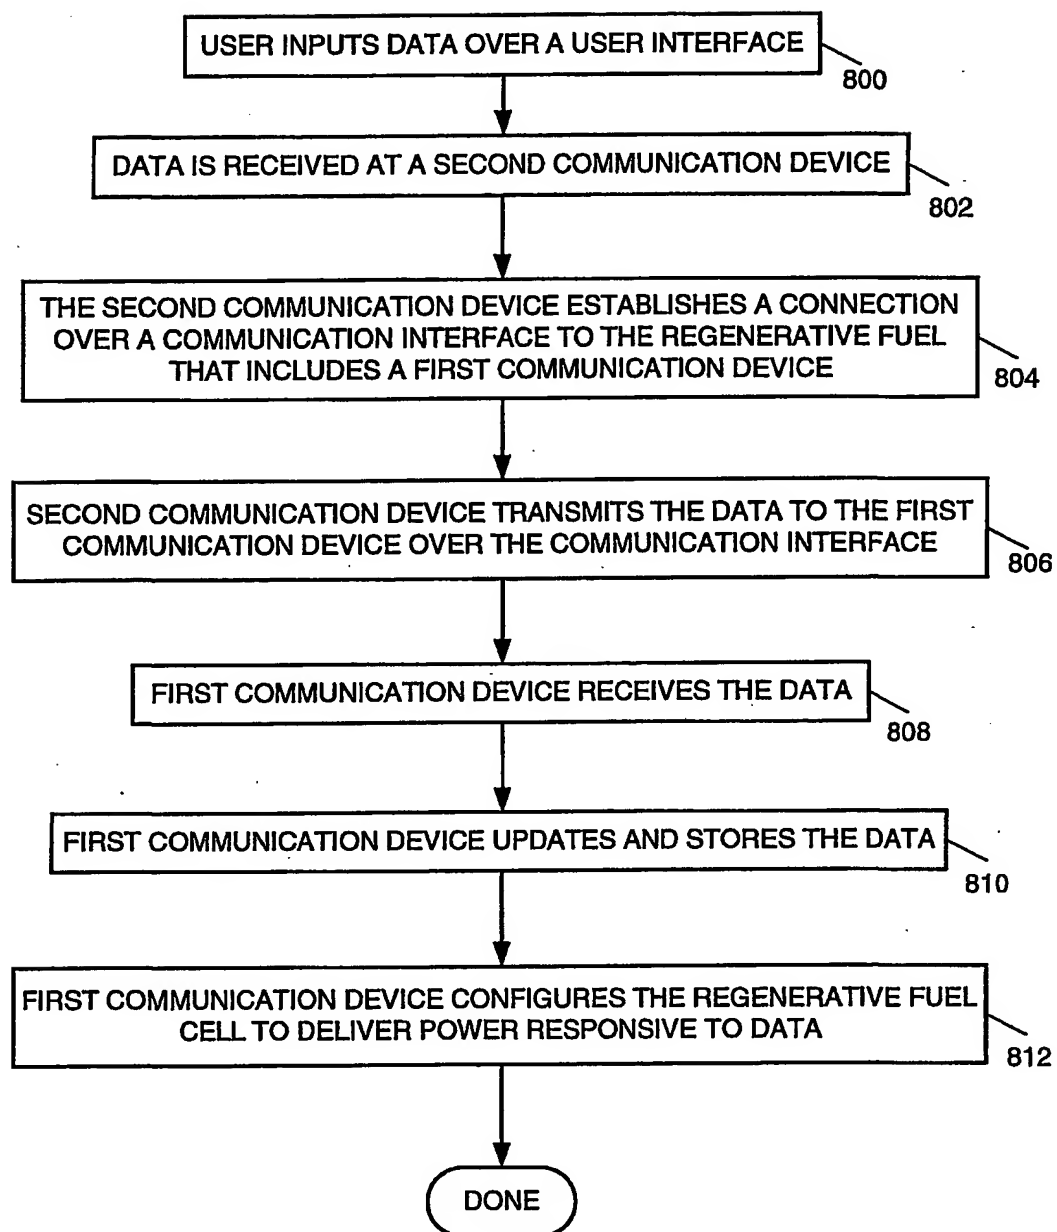 USER INPUTS DATA OVER A USER INTERFACE
800
DATA IS RECEIVED AT A SECOND COMMUNICATION DEVICE
802
THE SECOND COMMUNICATION DEVICE ESTABLISHES A CONNECTION
OVER A COMMUNICATION INTERFACE TO THE REGENERATIVE FUEL
THAT INCLUDES A FIRST COMMUNICATION DEVICE
804
SECOND COMMUNICATION DEVICE TRANSMITS THE DATA TO THE FIRST
COMMUNICATION DEVICE OVER THE COMMUNICATION INTERFACE
806
FIRST COMMUNICATION DEVICE RECEIVES THE DATA
808
FIRST COMMUNICATION DEVICE UPDATES AND STORES THE DATA
810
FIRST COMMUNICATION DEVICE CONFIGURES THE REGENERATIVE FUEL
CELL TO DELIVER POWER RESPONSIVE TO DATA
812
DONE